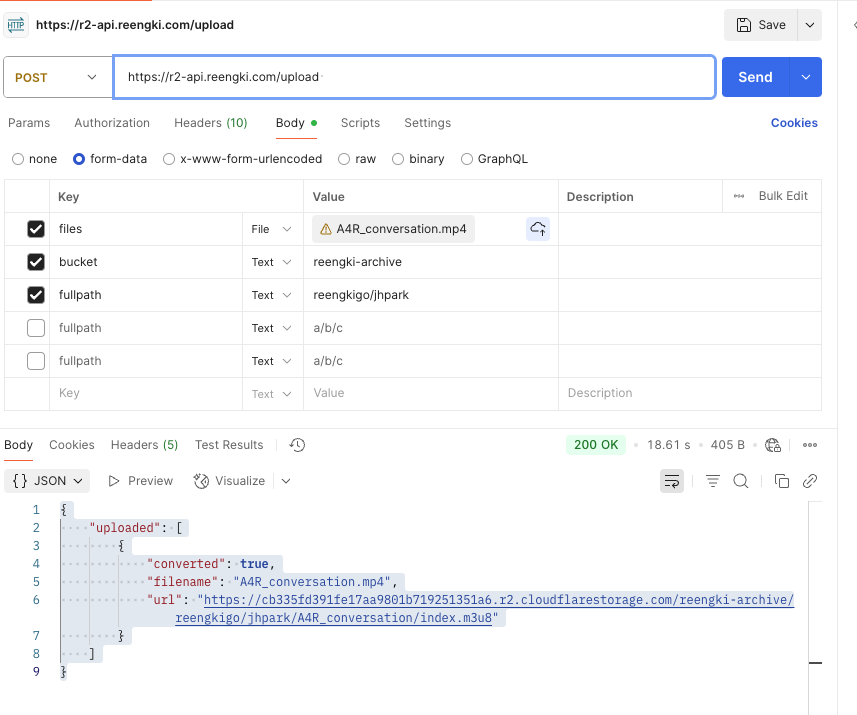 HTTP https://r2-api.reengki.com/upload Save
POST https://r2-api.reengki.com/upload Send
Params Authorization Headers (10) Body Scripts Settings Cookies
none form-data x-www-form-urlencoded raw binary GraphQL
Key Value Description Bulk Edit
files File A4R_conversation.mp4
bucket Text reengki-archive
fullpath Text reengkigo/jhpark
fullpath Text a/b/c
fullpath Text a/b/c
Key Text Value Description
Body Cookies Headers (5) Test Results 200 OK 18.61 s 405 B
{} JSON Preview Visualize
1 {
2 "uploaded": [
3 {
4 "converted": true,
5 "filename": "A4R_conversation.mp4",
6 "url": "https://cb335fd391fe17aa9801b719251351a6.r2.cloudflarestorage.com/reengki-archive/
reengkigo/jhpark/A4R_conversation/index.m3u8"
7 }
8 ]
9 }